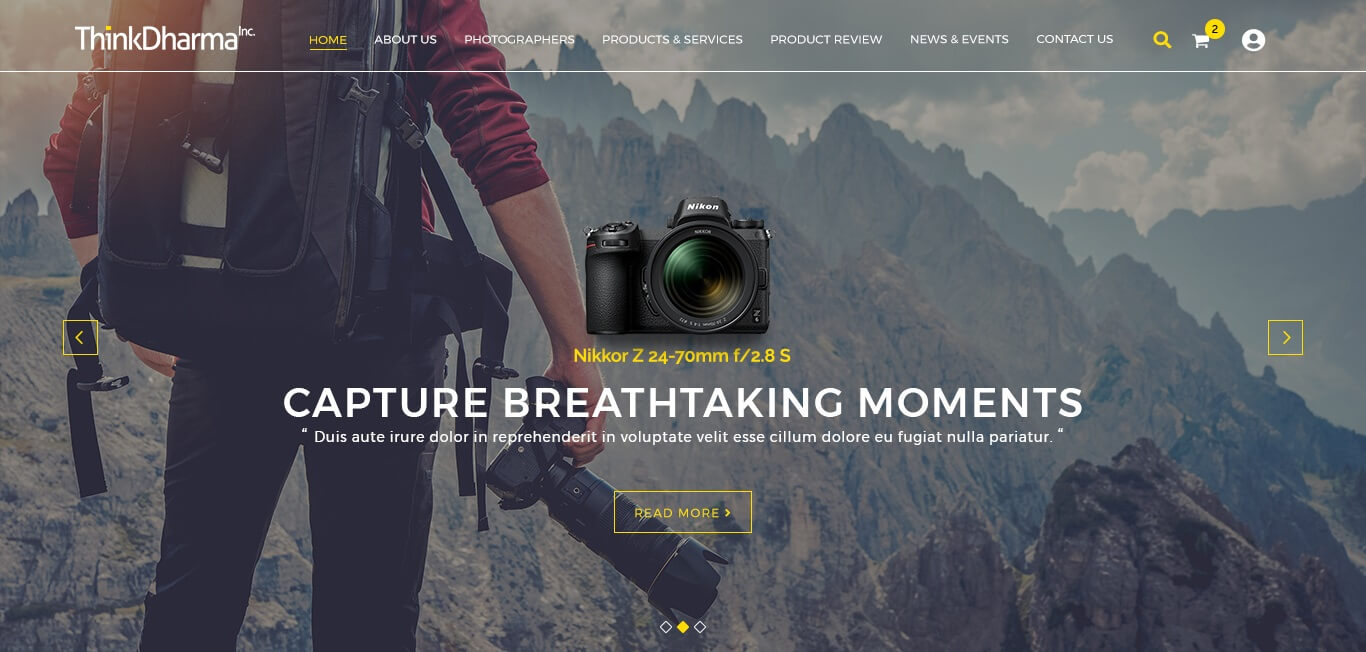 ThinkDharma Inc.
HOME ABOUT US PHOTOGRAPHERS PRODUCTS & SERVICES PRODUCT REVIEW NEWS & EVENTS CONTACT US 2
Nikon
NIKKOR
Z 6
Nikkor Z 24-70mm f/2.8 S
CAPTURE BREATHTAKING MOMENTS
“ Duis aute irure dolor in reprehenderit in voluptate velit esse cillum dolore eu fugiat nulla pariatur. “
READ MORE